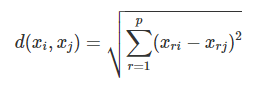 d(x_i, x_j) = \sqrt{\sum_{r=1}^{p} (x_{ri} - x_{rj})^2}